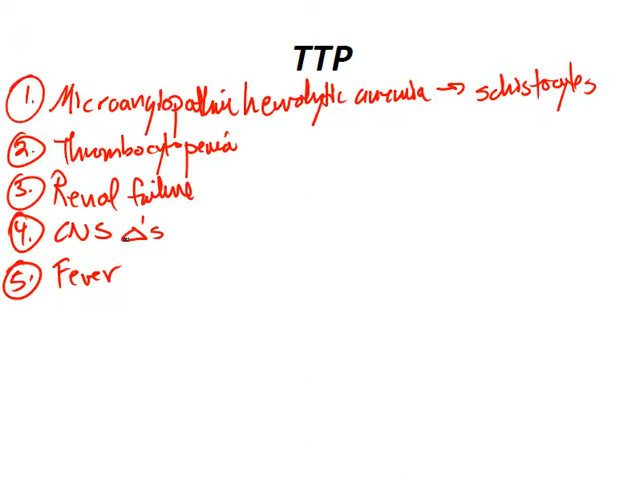 TTP
1. Microangiopathic hemolytic anemia → schistocytes
2. Thrombocytopenia
3. Renal failure
4. CNS Δ's
5. Fever